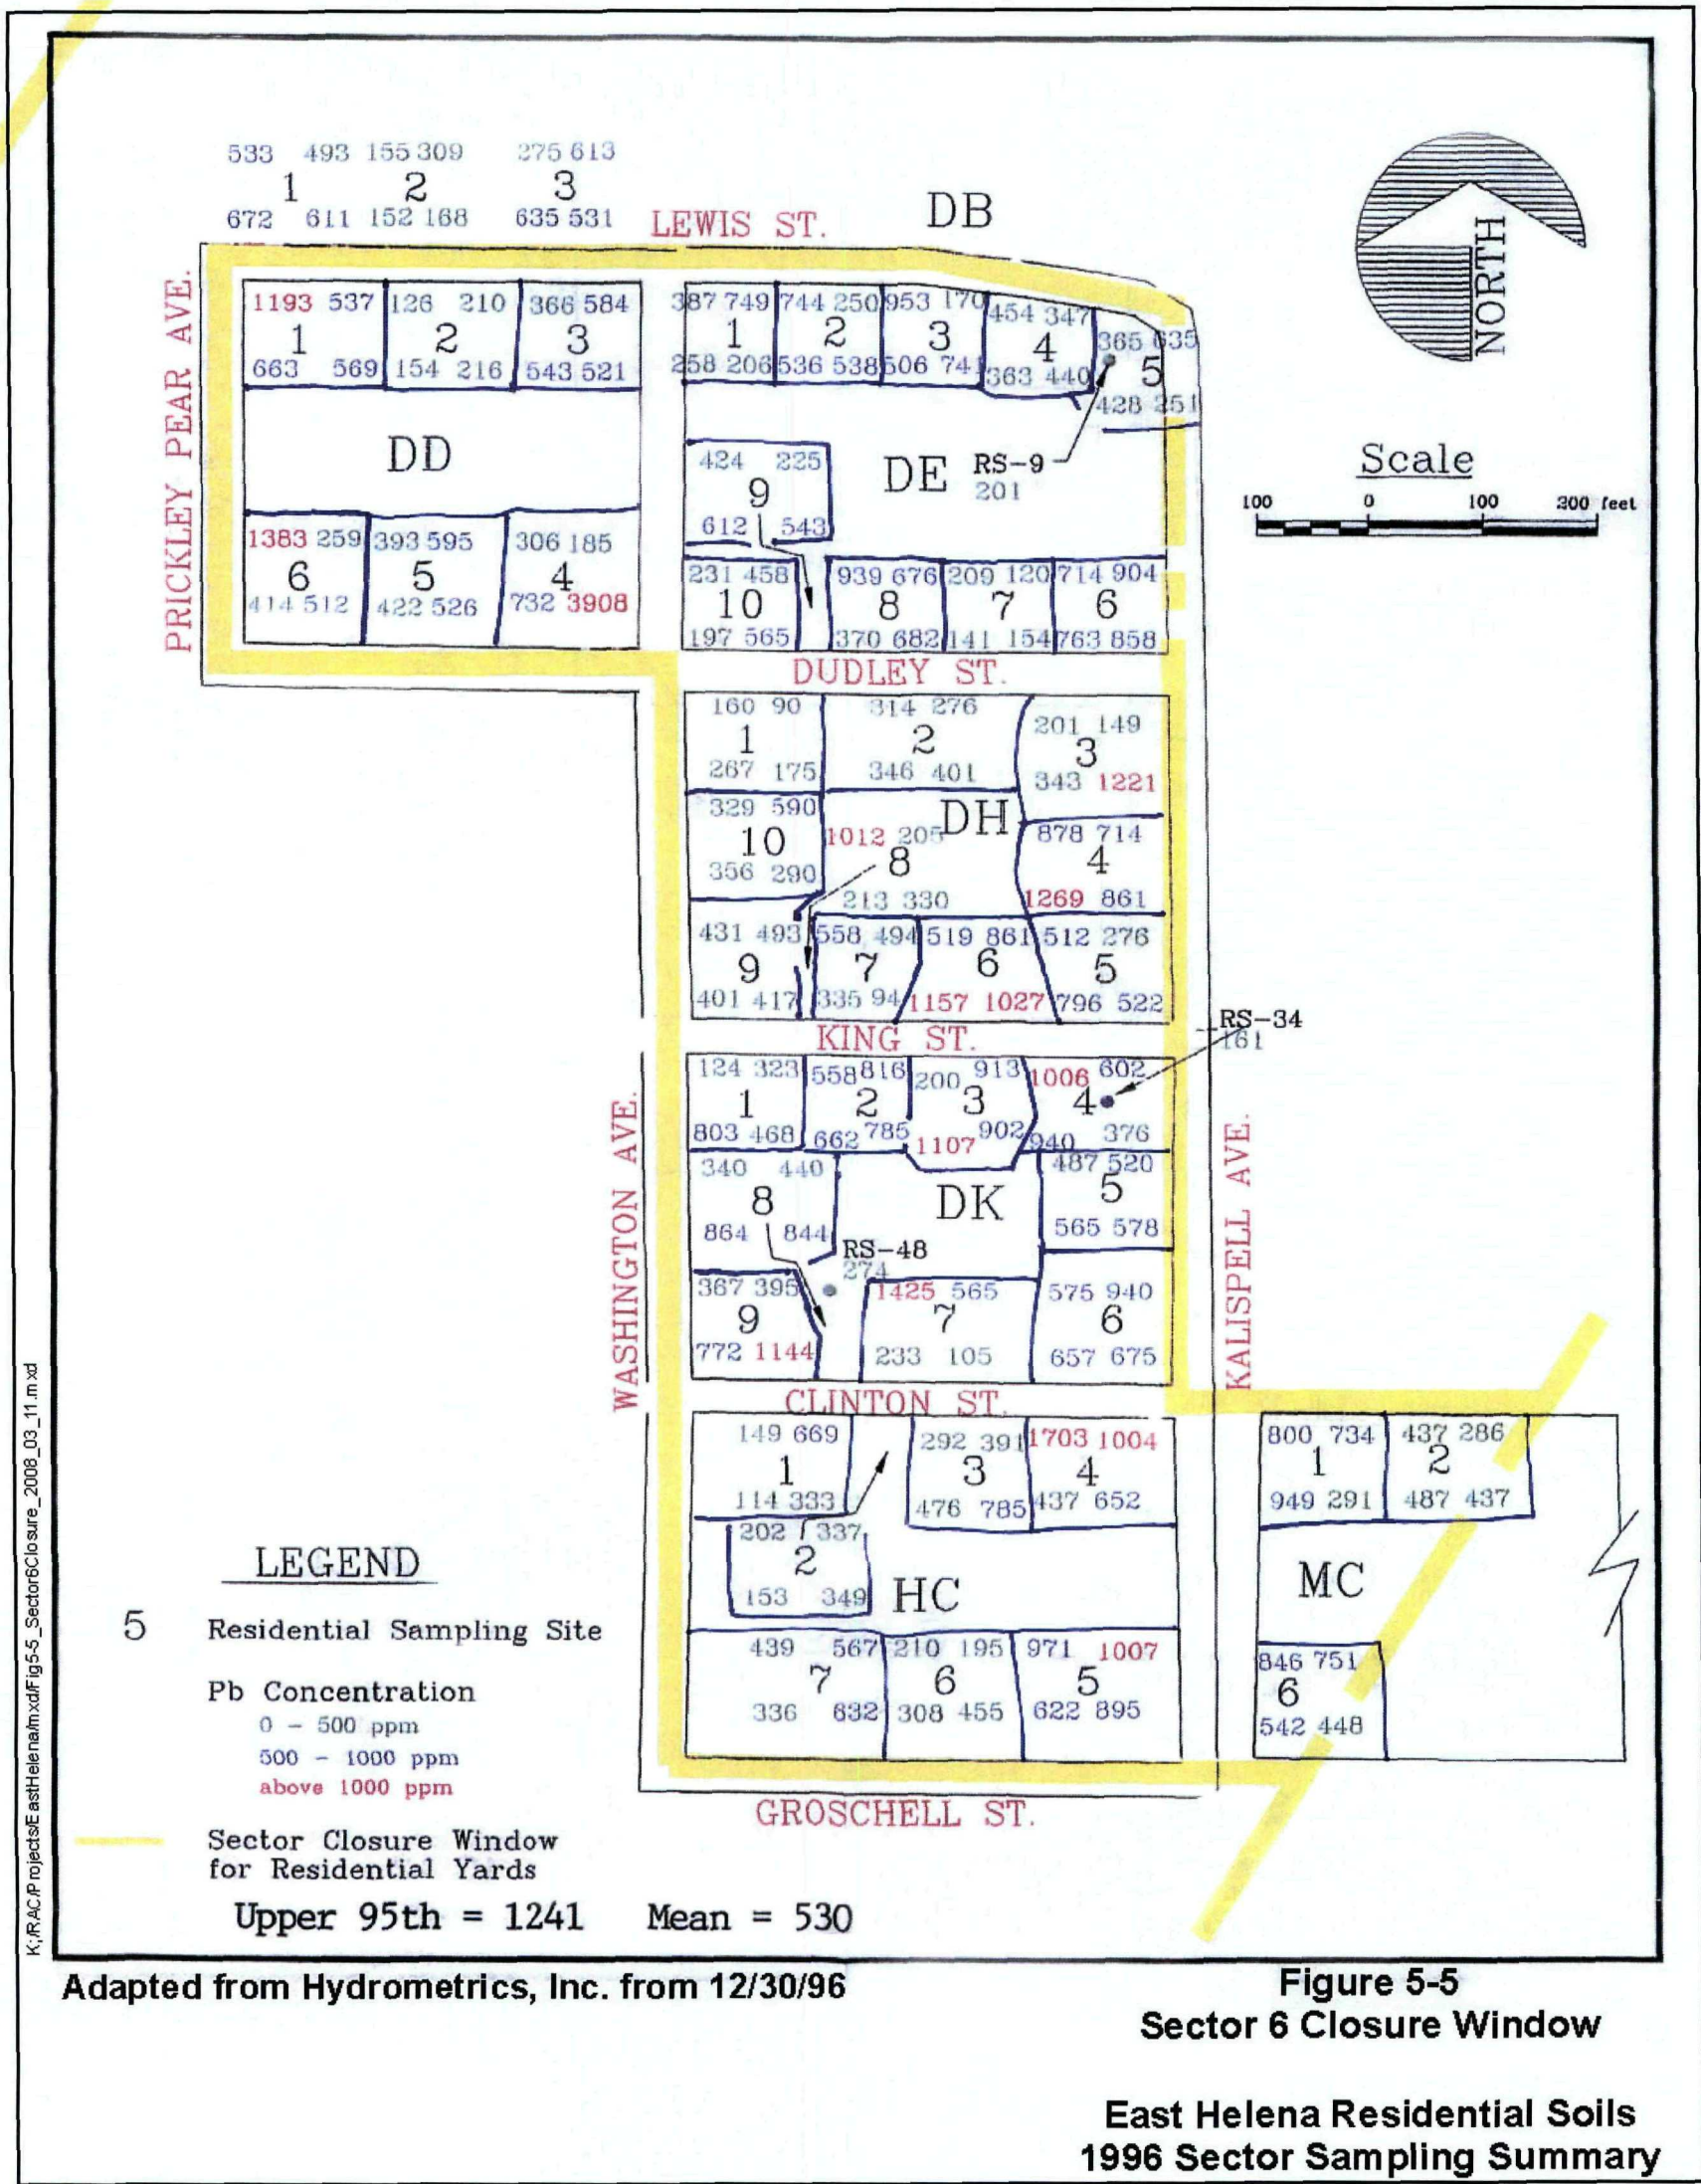 533 493 155 309 275 613
1 2 3
672 611 152 168 635 531
LEWIS ST.
DB
NORTH
PRICKLEY PEAR AVE.
1193 537 126 210 366 584
1 2 3
663 569 154 216 543 521
DD
1383 259 393 595 306 185
6 5 4
414 512 422 526 732 3908
387 749 744 250 953 170 454 347
1 2 3 4
258 206 536 538 506 741 363 440
365 635
5
428 251
424 225
9
612 543
DE
RS-9
201
231 458 939 676 209 120 714 904
10 8 7 6
197 565 370 682 141 154 763 858
Scale
100 0 100 200 feet
DUDLEY ST.
160 90 314 276 201 149
1 2 3
267 175 346 401 343 1221
329 590
10
356 290
DH
1012 205
8
213 330
878 714
4
1269 861
431 493 558 494 519 861 512 276
9 7 6 5
401 417 335 94 1157 1027 796 522
KING ST.
RS-34
161
124 323 558 816 200 913 1006 602
1 2 3 4
803 468 662 785 1107 902 940 376
340 440
8
864 844
DK
487 520
5
565 578
RS-48
274
367 395 1425 565 575 940
9 7 6
772 1144 233 105 657 675
WASHINGTON AVE.
KALISPELL AVE.
CLINTON ST.
149 669 292 391 1703 1004
1 3 4
114 333 476 785 437 652
202 337
2
153 349
HC
439 567 210 195 971 1007
7 6 5
336 632 308 455 622 895
800 734 437 286
1 2
949 291 487 437
MC
846 751
6
542 448
GROSCHELL ST.
LEGEND
5 Residential Sampling Site
Pb Concentration
0 - 500 ppm
500 - 1000 ppm
above 1000 ppm
Sector Closure Window
for Residential Yards
Upper 95th = 1241 Mean = 530
K:/RAC/Projects/EastHelena/mxd/Fig5-5_Sector6Closure_2008_03_11.mxd
Adapted from Hydrometrics, Inc. from 12/30/96
Figure 5-5
Sector 6 Closure Window
East Helena Residential Soils
1996 Sector Sampling Summary